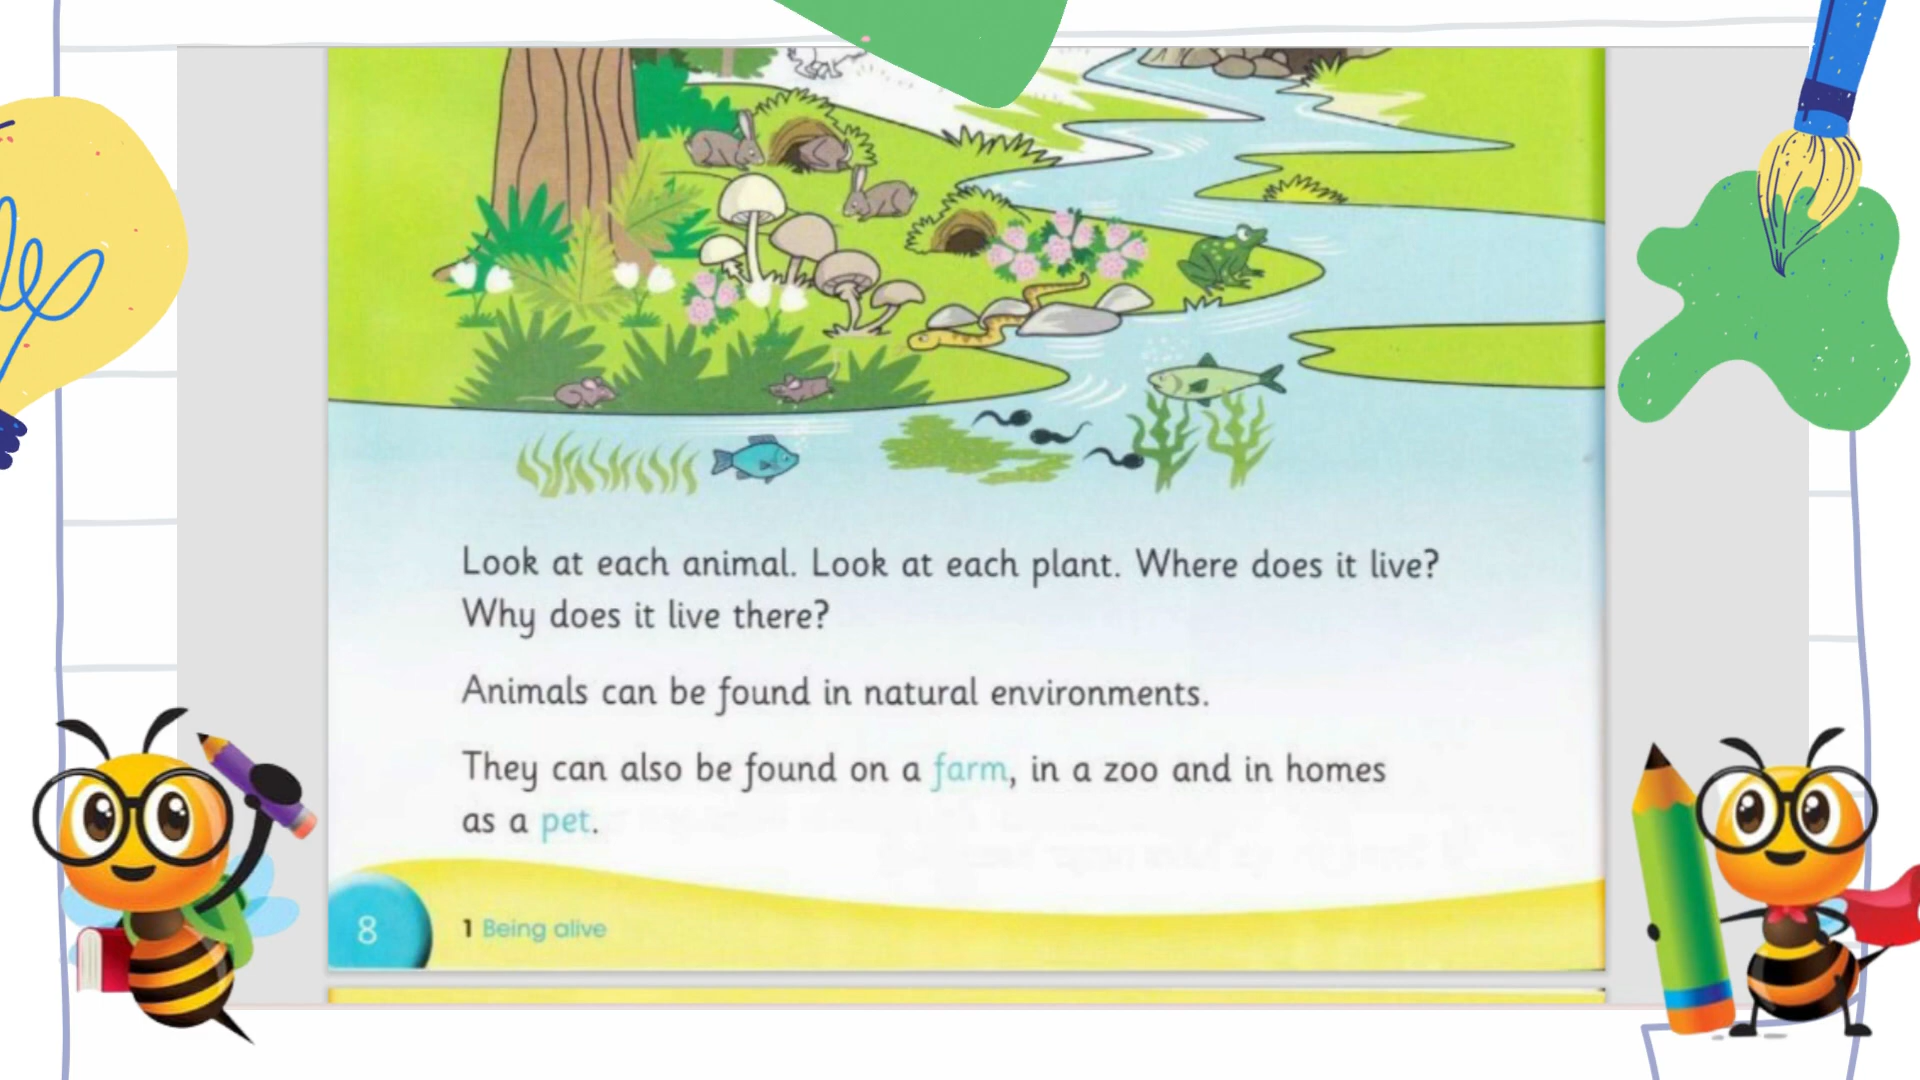 Look at each animal. Look at each plant. Where does it live?
Why does it live there?
Animals can be found in natural environments.
They can also be found on a farm, in a zoo and in homes
as a pet.
8
1 Being alive